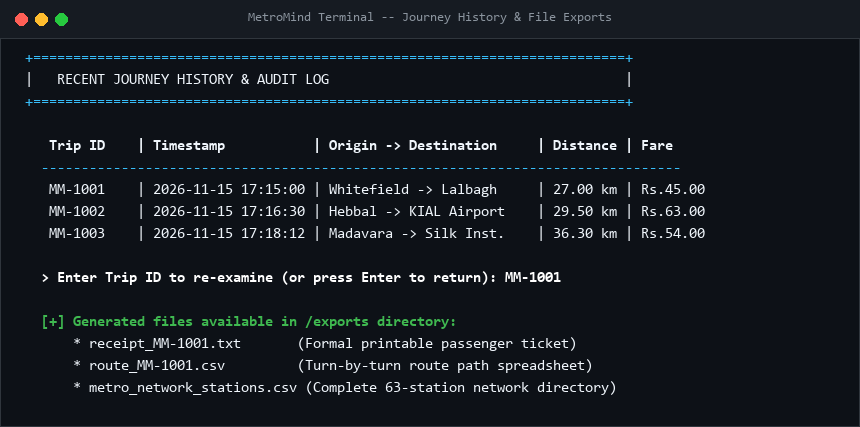 MetroMind Terminal -- Journey History & File Exports
+==========================================================================+
|   RECENT JOURNEY HISTORY & AUDIT LOG                                     |
+==========================================================================+
Trip ID    | Timestamp           | Origin -> Destination     | Distance | Fare
--------------------------------------------------------------------------------
MM-1001    | 2026-11-15 17:15:00 | Whitefield -> Lalbagh     | 27.00 km | Rs.45.00
MM-1002    | 2026-11-15 17:16:30 | Hebbal -> KIAL Airport    | 29.50 km | Rs.63.00
MM-1003    | 2026-11-15 17:18:12 | Madavara -> Silk Inst.    | 36.30 km | Rs.54.00
> Enter Trip ID to re-examine (or press Enter to return): MM-1001
[+] Generated files available in /exports directory:
* receipt_MM-1001.txt       (Formal printable passenger ticket)
* route_MM-1001.csv         (Turn-by-turn route path spreadsheet)
* metro_network_stations.csv (Complete 63-station network directory)